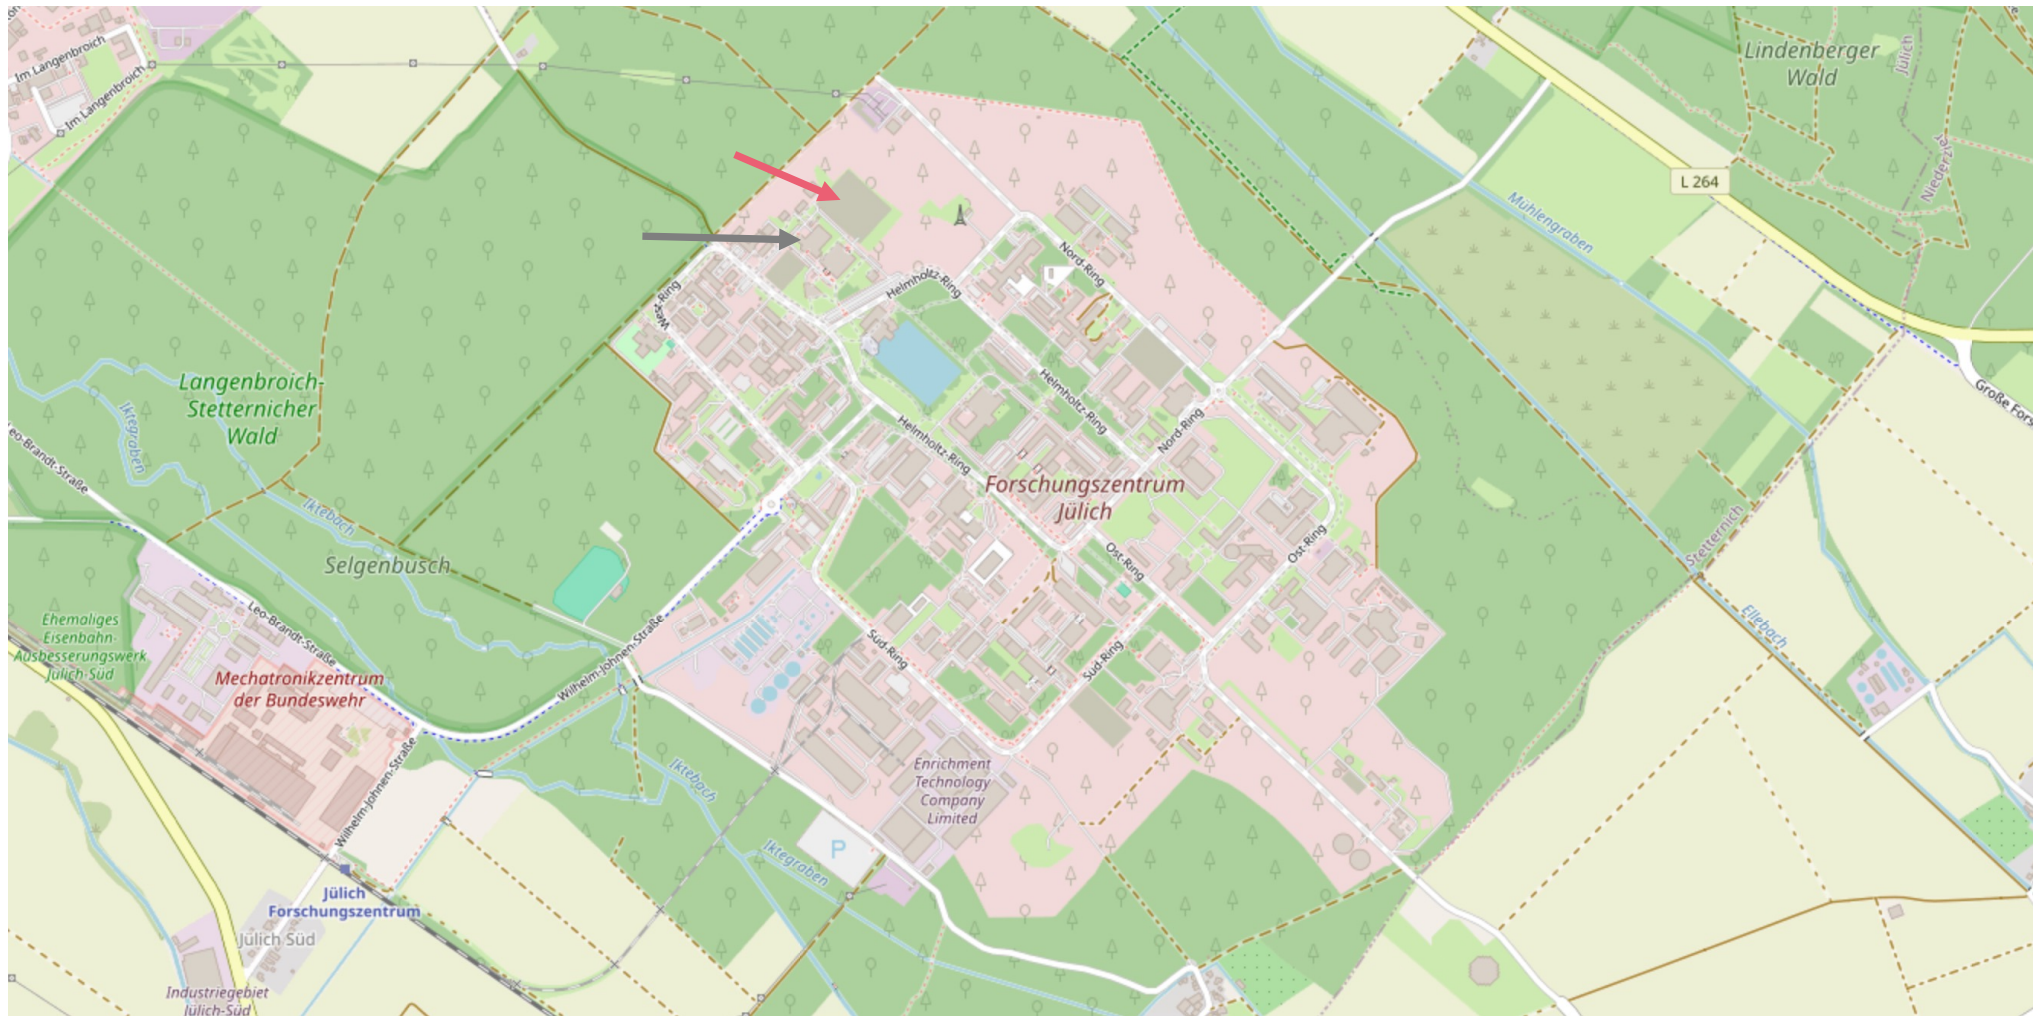 Im Langenbroich
Im Langenbroich
Lindenberger
Wald
Jülich
Niederzier
L 264
Mühlengraben
Nord-Ring
Helmholtz-Ring
West-Ring
Langenbroich-
Stetternicher
Wald
Iktegraben
Leo-Brandt-Straße
Helmholtz-Ring
Große Fors
Nord-Ring
Helmholtz-Ring
Forschungszentrum
Jülich
Iktebach
Ost-Ring
Ost-Ring
Stetternich
Selgenbusch
Leo-Brandt-Straße
Ellebach
Ehemaliges
Eisenbahn-
Ausbesserungswerk
Jülich-Süd
Wilhelm-Johnen-Straße
Süd-Ring
Süd-Ring
Mechatronikzentrum
der Bundeswehr
Wilhelm-Johnen-Straße
Iktebach
Enrichment
Technology
Company
Limited
P
Iktegraben
Jülich
Forschungszentrum
Jülich Süd
Industriegebiet
Jülich-Süd